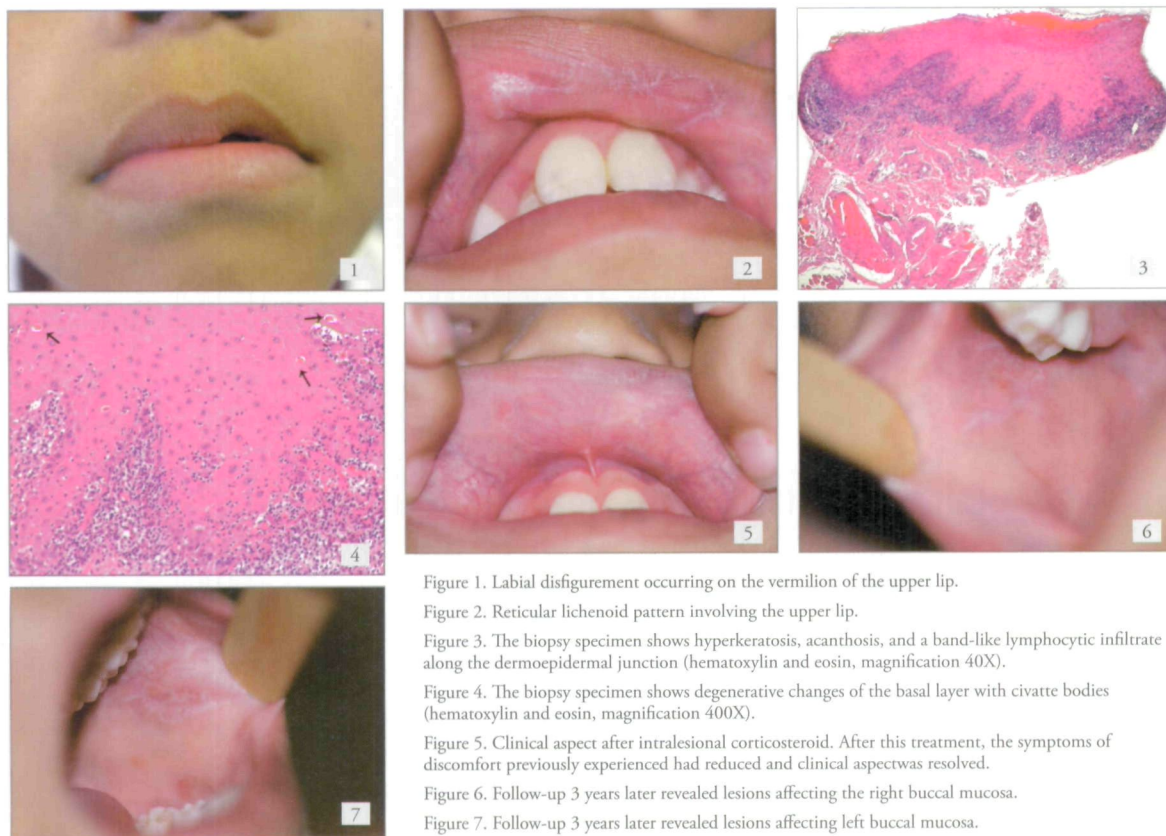 1
2
3
4
5
6
Figure 1. Labial disfigurement occurring on the vermilion of the upper lip.
Figure 2. Reticular lichenoid pattern involving the upper lip.
Figure 3. The biopsy specimen shows hyperkeratosis, acanthosis, and a band-like lymphocytic infiltrate
along the dermoepidermal junction (hematoxylin and eosin, magnification 40X).
Figure 4. The biopsy specimen shows degenerative changes of the basal layer with civatte bodies
(hematoxylin and eosin, magnification 400X).
Figure 5. Clinical aspect after intralesional corticosteroid. After this treatment, the symptoms of
discomfort previously experienced had reduced and clinical aspectwas resolved.
Figure 6. Follow-up 3 years later revealed lesions affecting the right buccal mucosa.
Figure 7. Follow-up 3 years later revealed lesions affecting left buccal mucosa.
7